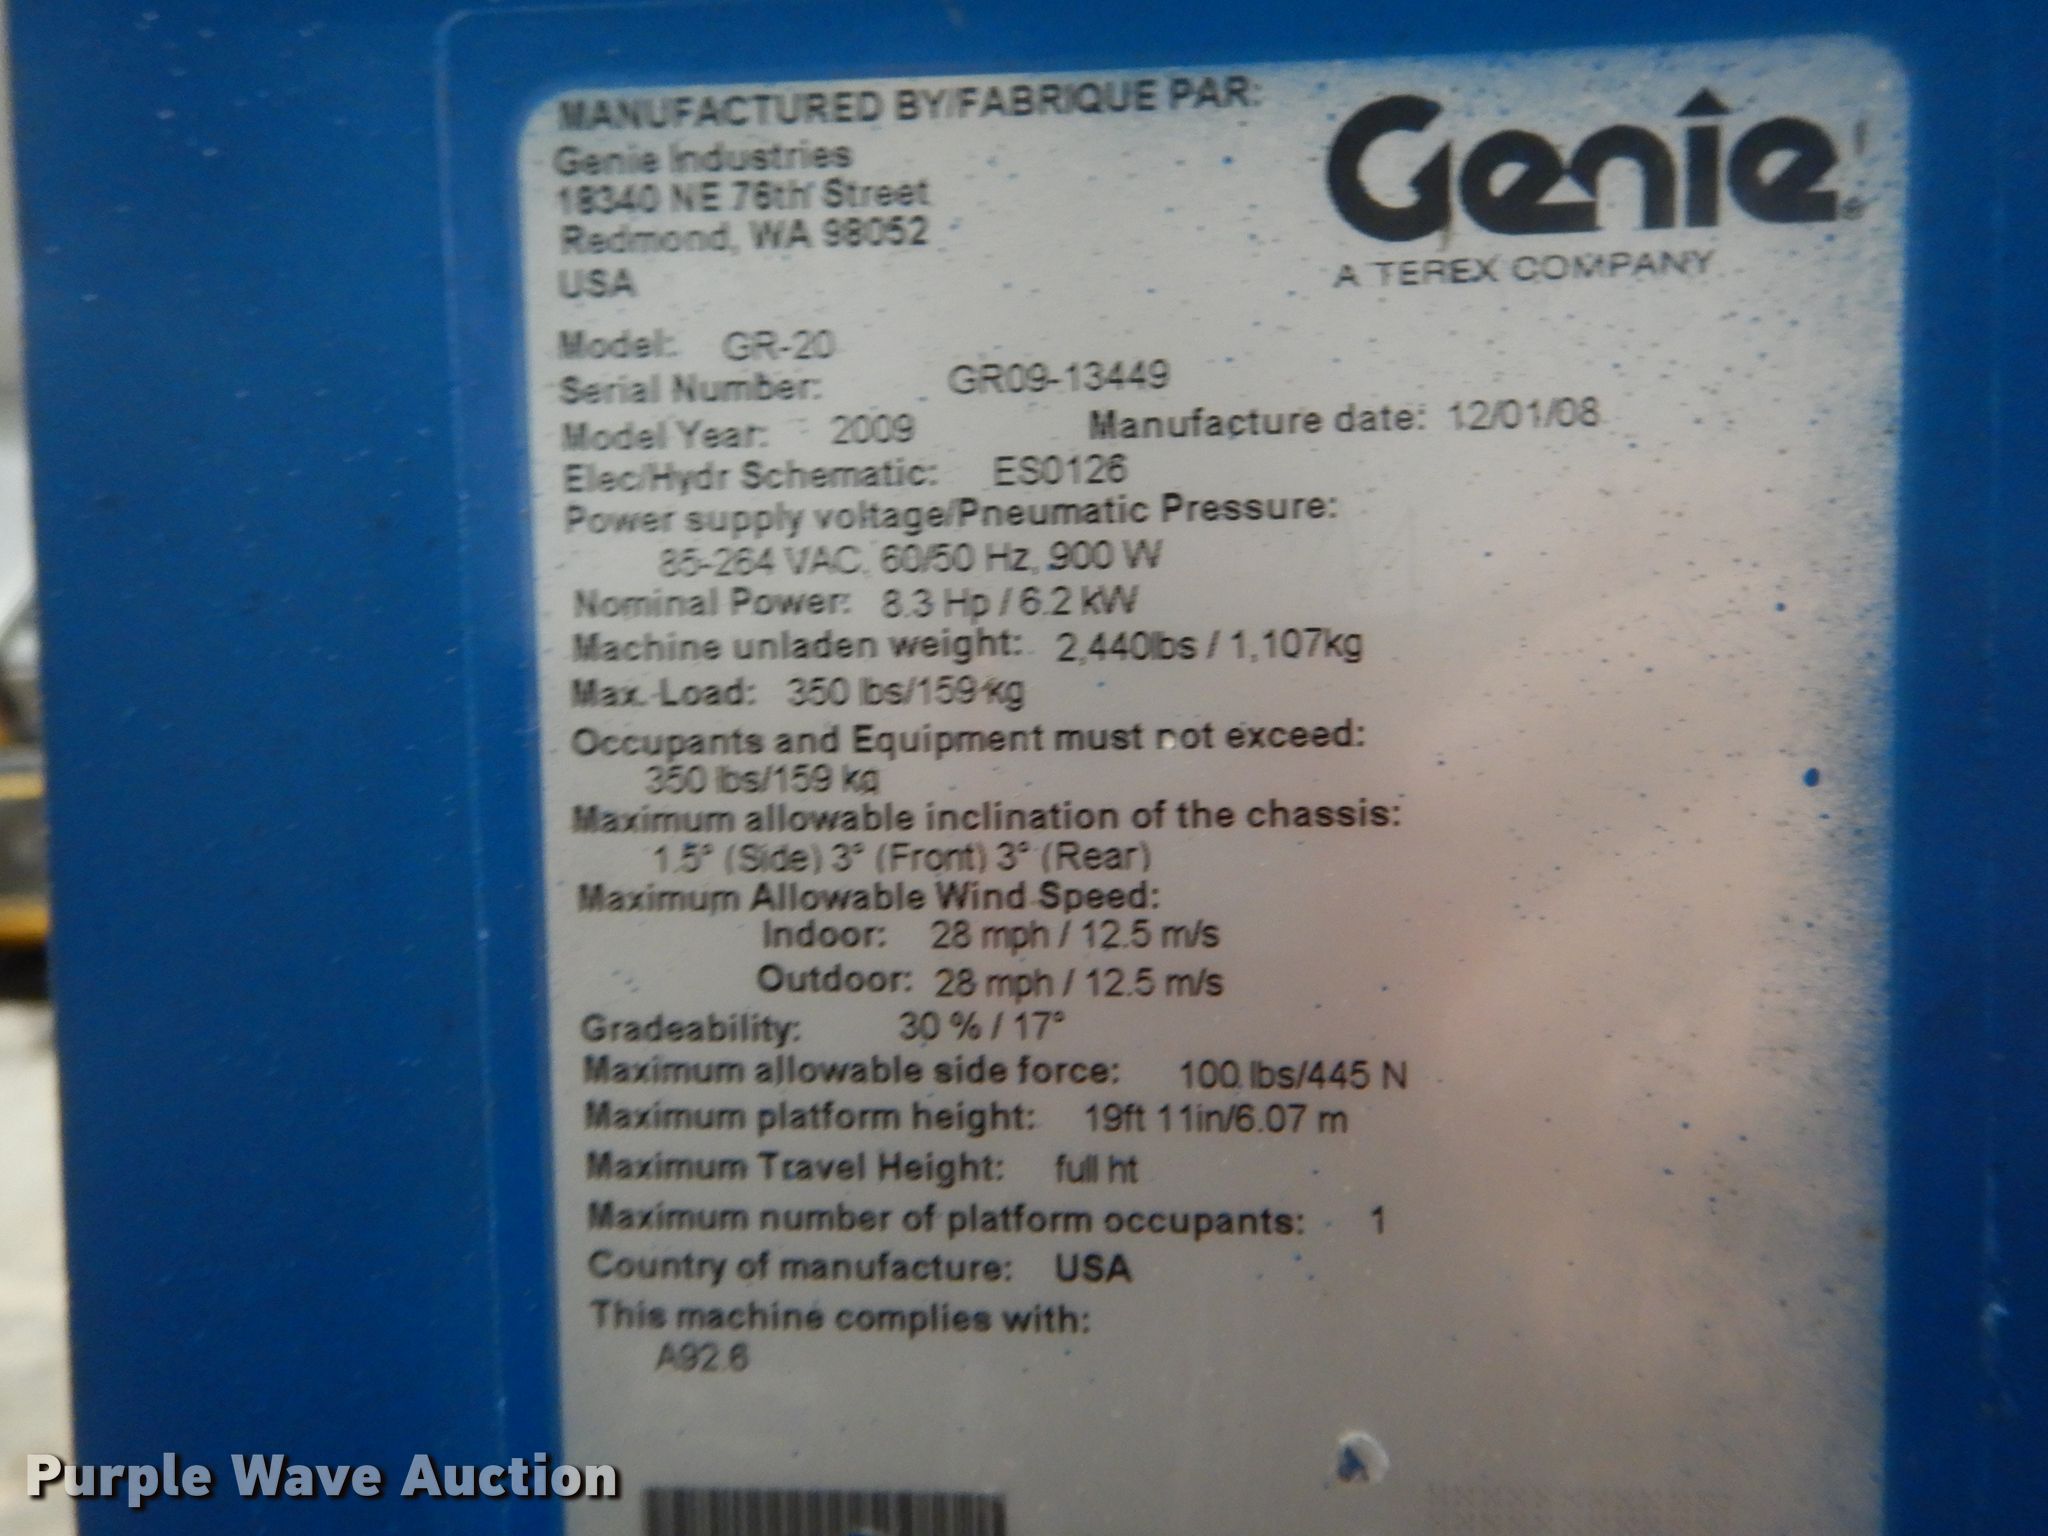 MANUFACTURED BY/FABRIQUE PAR:
Genie Industries
18340 NE 76th Street
Redmond, WA 98052
USA
Genie
A TEREX COMPANY
Model: GR-20
Serial Number: GR09-13449
Model Year: 2009 Manufacture date: 12/01/08
Elec/Hydr Schematic: ES0126
Power supply voltage/Pneumatic Pressure:
85-264 VAC, 60/50 Hz, 900 W
Nominal Power: 8.3 Hp / 6.2 kW
Machine unladen weight: 2,440lbs / 1,107kg
Max. Load: 350 lbs/159 kg
Occupants and Equipment must not exceed:
350 lbs/159 kg
Maximum allowable inclination of the chassis:
1.5° (Side) 3° (Front) 3° (Rear)
Maximum Allowable Wind Speed:
Indoor: 28 mph / 12.5 m/s
Outdoor: 28 mph / 12.5 m/s
Gradeability: 30 % / 17°
Maximum allowable side force: 100 lbs/445 N
Maximum platform height: 19ft 11in/6.07 m
Maximum Travel Height: full ht
Maximum number of platform occupants: 1
Country of manufacture: USA
This machine complies with:
A92.6
Purple Wave Auction